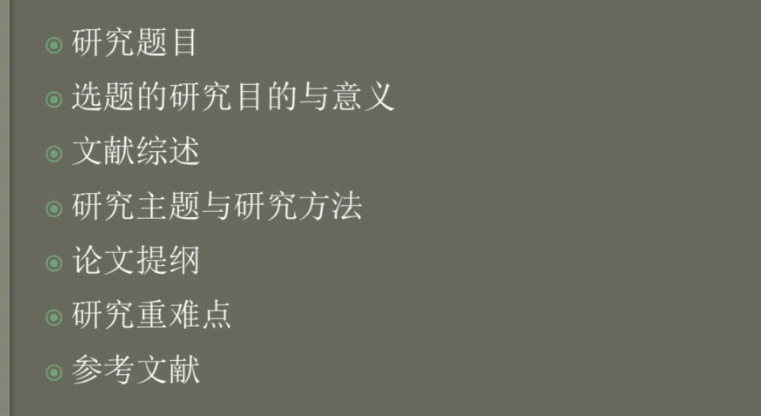 研究题目
选题的研究目的与意义
文献综述
研究主题与研究方法
论文提纲
研究重难点
参考文献